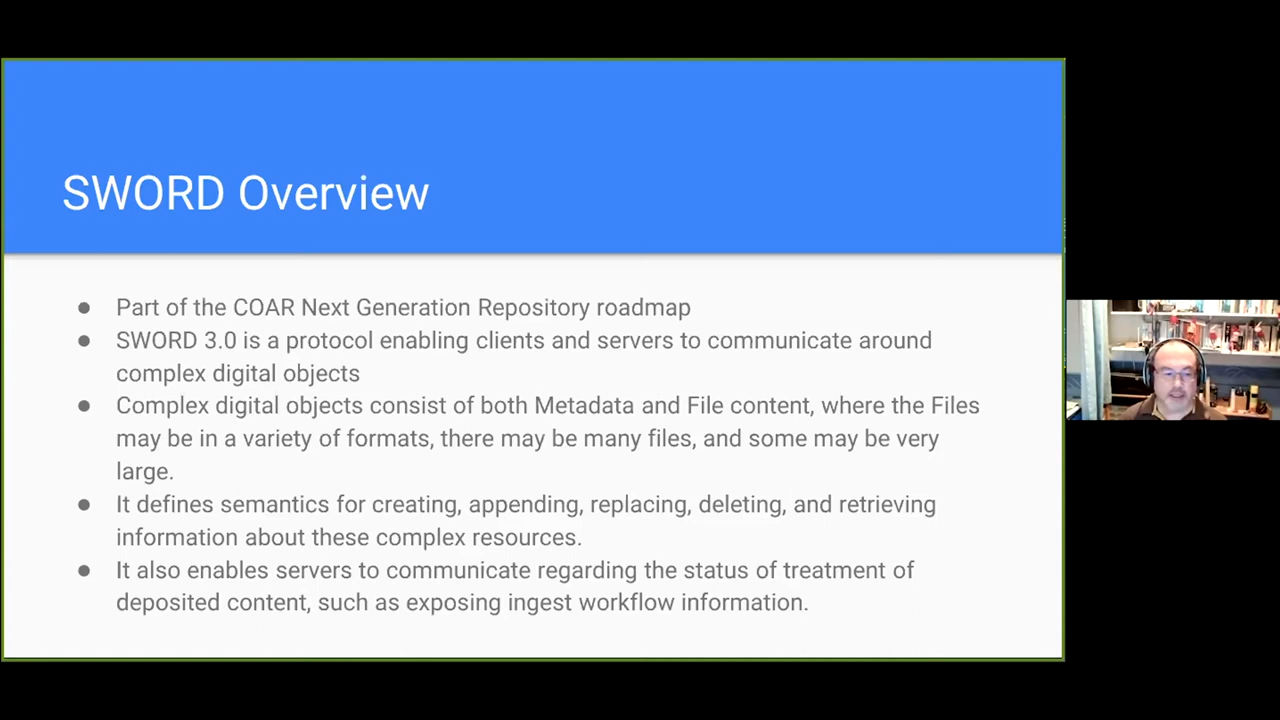 SWORD Overview
● Part of the COAR Next Generation Repository roadmap
● SWORD 3.0 is a protocol enabling clients and servers to communicate around
complex digital objects
● Complex digital objects consist of both Metadata and File content, where the Files
may be in a variety of formats, there may be many files, and some may be very
large.
● It defines semantics for creating, appending, replacing, deleting, and retrieving
information about these complex resources.
● It also enables servers to communicate regarding the status of treatment of
deposited content, such as exposing ingest workflow information.